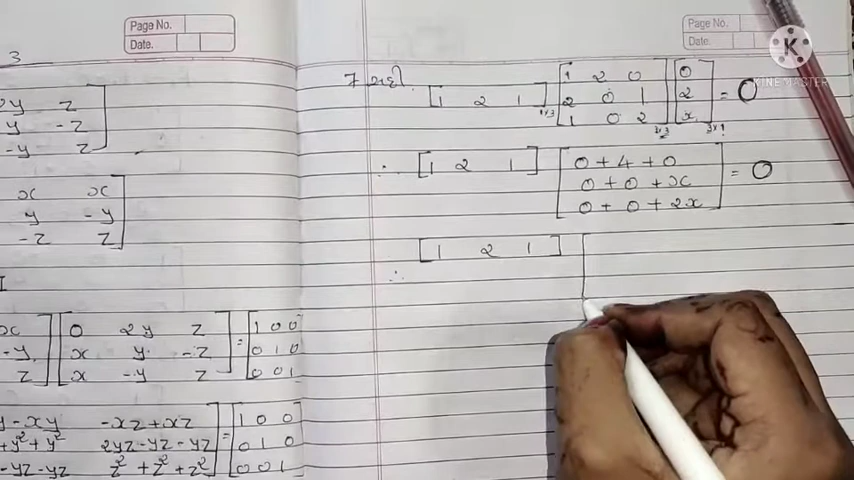 Page No.
Date.
3
2y z
y -z
-y z
x x
y -y
-z z
x ] [ 0 2y z ] = [ 1 0 0
-y. ] [ x y -z ] [ 0 1 0
z ] [ x -y z ] [ 0 0 1
y-xy -xz+xz ] = [ 1 0 0
+y²+y² 2yz-yz-yz ] [ 0 1 0
-yz-yz z²+z²+z² ] [ 0 0 1
Page No.
Date.
KINEMASTER
7
[ 1 2 1 ] 1×3 [ 1 2 0 ] [ 0 ] = 0
[ 2 0 1 ] [ 2 ]
[ 1 0 2 ] 3×3 [ x ] 3×1
∴ [ 1 2 1 ] [ 0+4+0 ] = 0
[ 0+0+x ]
[ 0+0+2x ]
∴ [ 1 2 1 ] [